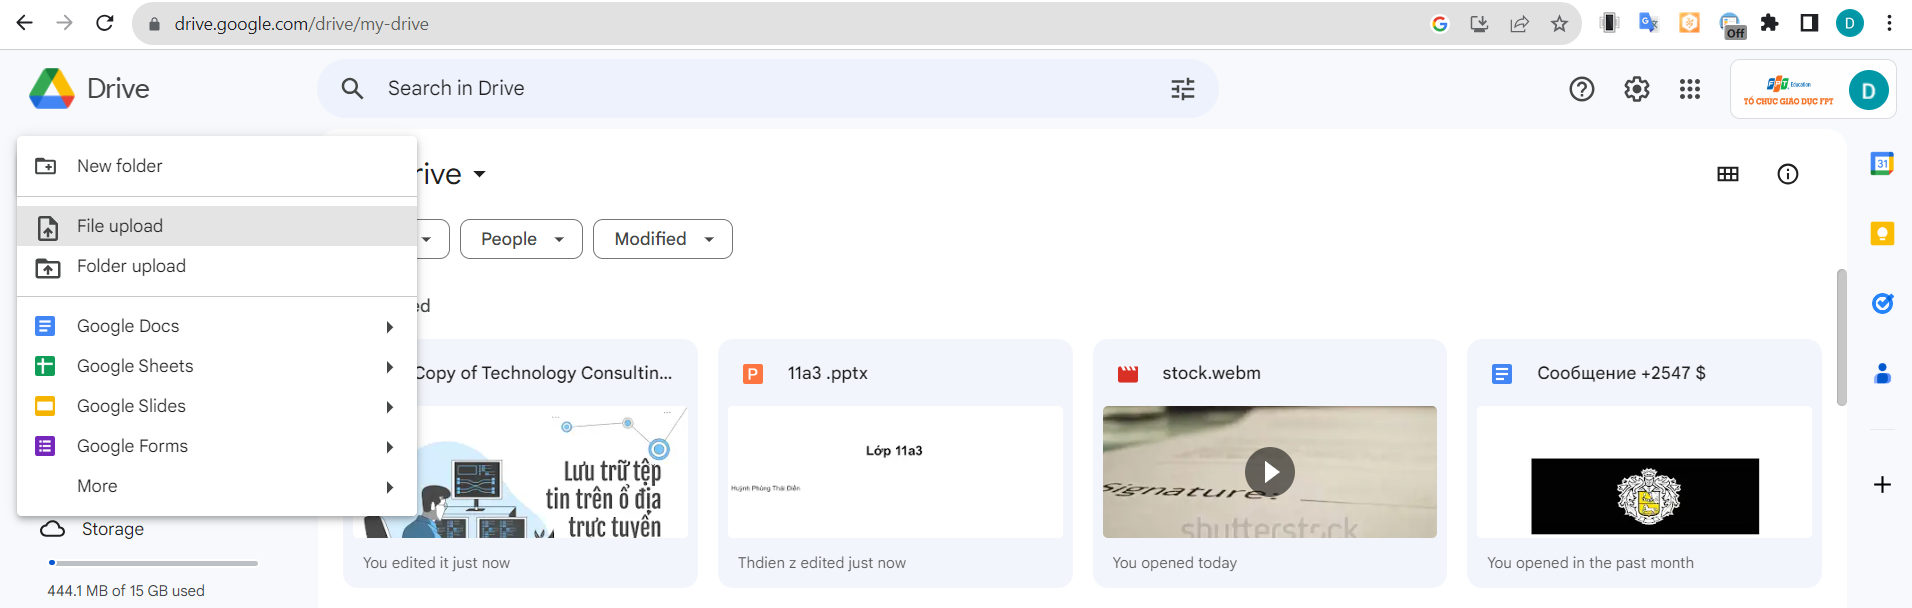 drive.google.com/drive/my-drive
Off
D
Drive
Search in Drive
FPT Education
TỔ CHỨC GIÁO DỤC FPT
D
New folder
File upload
Folder upload
Google Docs
Google Sheets
Google Slides
Google Forms
More
Storage
444.1 MB of 15 GB used
rive
People
Modified
ed
Copy of Technology Consultin...
Lưu trữ tệp
tin trên ổ địa
trực tuyến
You edited it just now
P
11a3 .pptx
Lớp 11a3
Huỳnh Phùng Thái Điền
Thdien z edited just now
stock.webm
Signature:
shutterstock
You opened today
Сообщение +2547 $
You opened in the past month
31